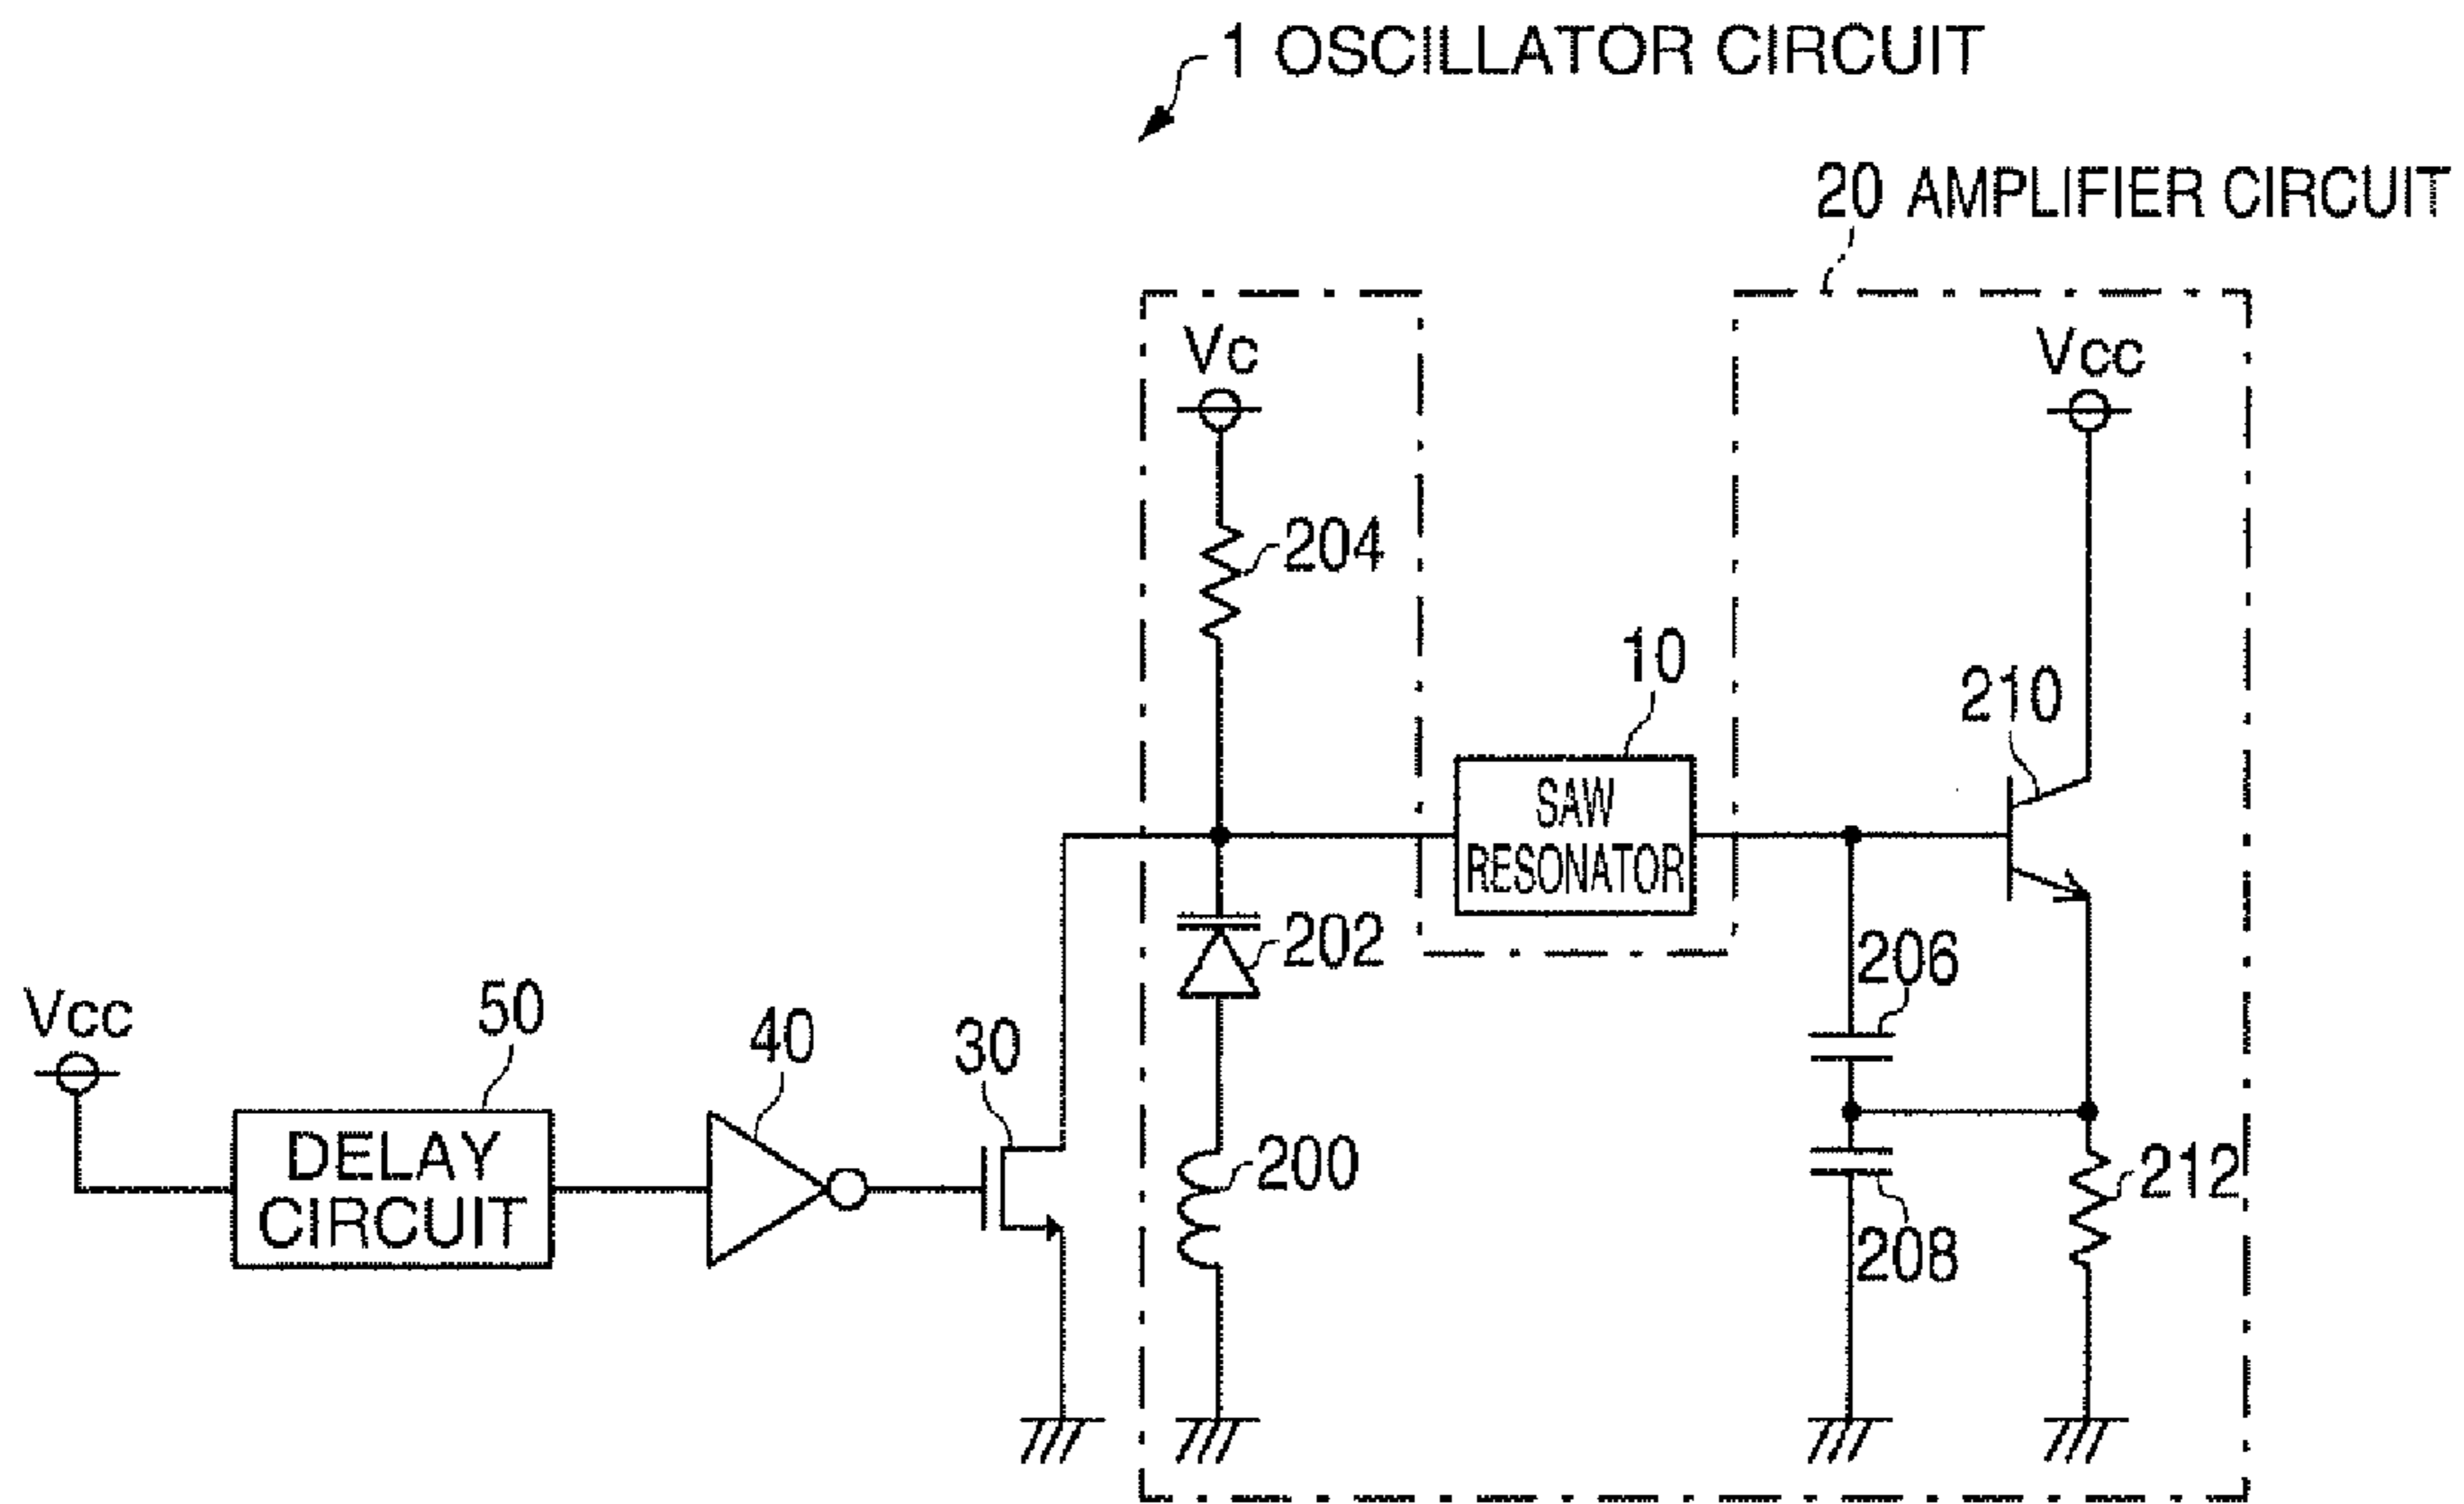 1 OSCILLATOR CIRCUIT
20 AMPLIFIER CIRCUIT
Vc
Vcc
204
10
210
SAW
RESONATOR
202
206
Vcc
50
40
30
DELAY
CIRCUIT
200
212
208